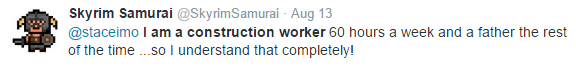 Skyrim Samurai @SkyrimSamurai · Aug 13
@staceimo I am a construction worker 60 hours a week and a father the rest
of the time ...so I understand that completely!